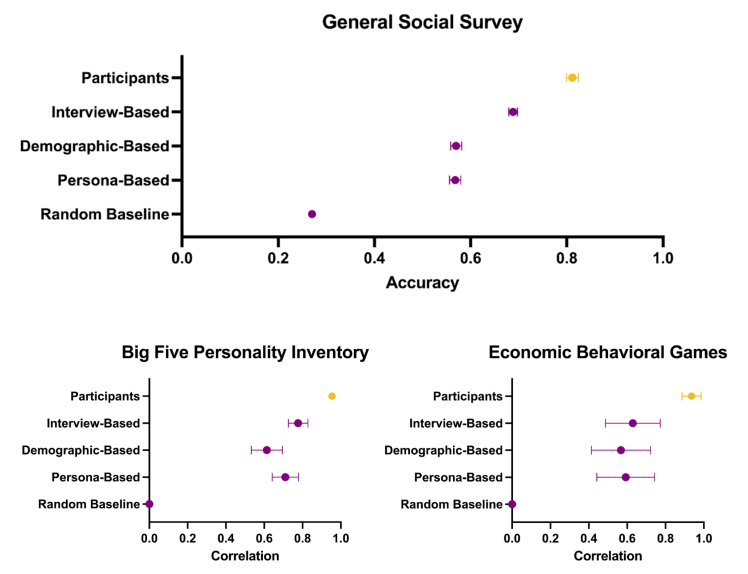 General Social Survey
Participants
Interview-Based
Demographic-Based
Persona-Based
Random Baseline
0.0 0.2 0.4 0.6 0.8 1.0
Accuracy
Big Five Personality Inventory
Participants
Interview-Based
Demographic-Based
Persona-Based
Random Baseline
0.0 0.2 0.4 0.6 0.8 1.0
Correlation
Economic Behavioral Games
Participants
Interview-Based
Demographic-Based
Persona-Based
Random Baseline
0.0 0.2 0.4 0.6 0.8 1.0
Correlation